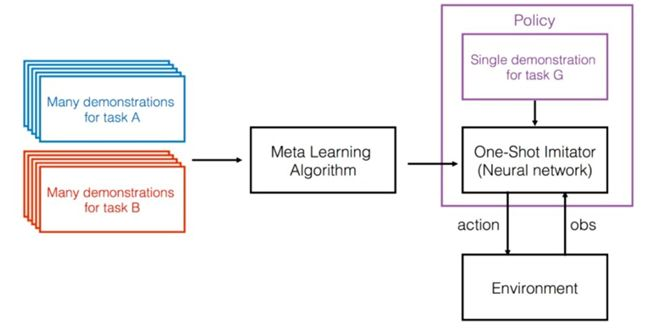 Policy
Single demonstration
for task G
Many demonstrations
for task A
Meta Learning
Algorithm
One-Shot Imitator
(Neural network)
Many demonstrations
for task B
action
obs
Environment